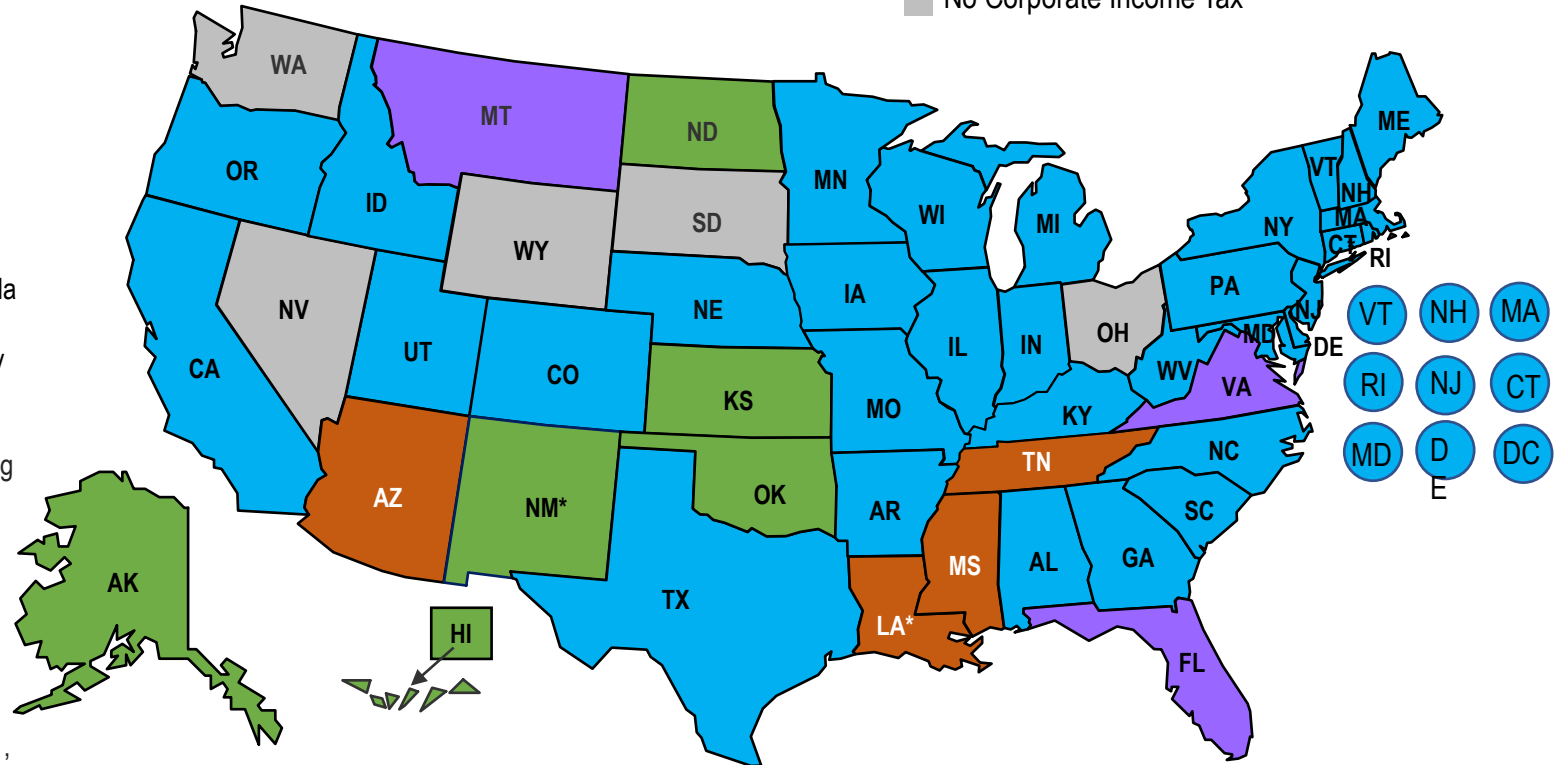 No Corporate Income Tax
WA
MT
ND
MN
ME
VT
NH
OR
ID
SD
WI
MI
NY
MA
CT
RI
WY
NV
NE
IA
PA
NJ
CA
UT
CO
IL
IN
OH
MD
DE
WV
VA
KS
MO
KY
VT
NH
MA
RI
NJ
CT
MD
D
E
DC
AZ
NM*
OK
AR
TN
NC
SC
AK
HI
TX
LA*
MS
AL
GA
FL